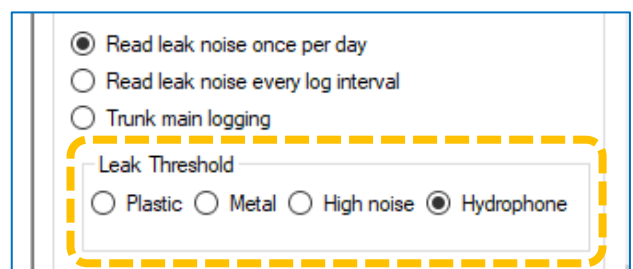 Read leak noise once per day
Read leak noise every log interval
Trunk main logging
Leak Threshold
Plastic Metal High noise Hydrophone